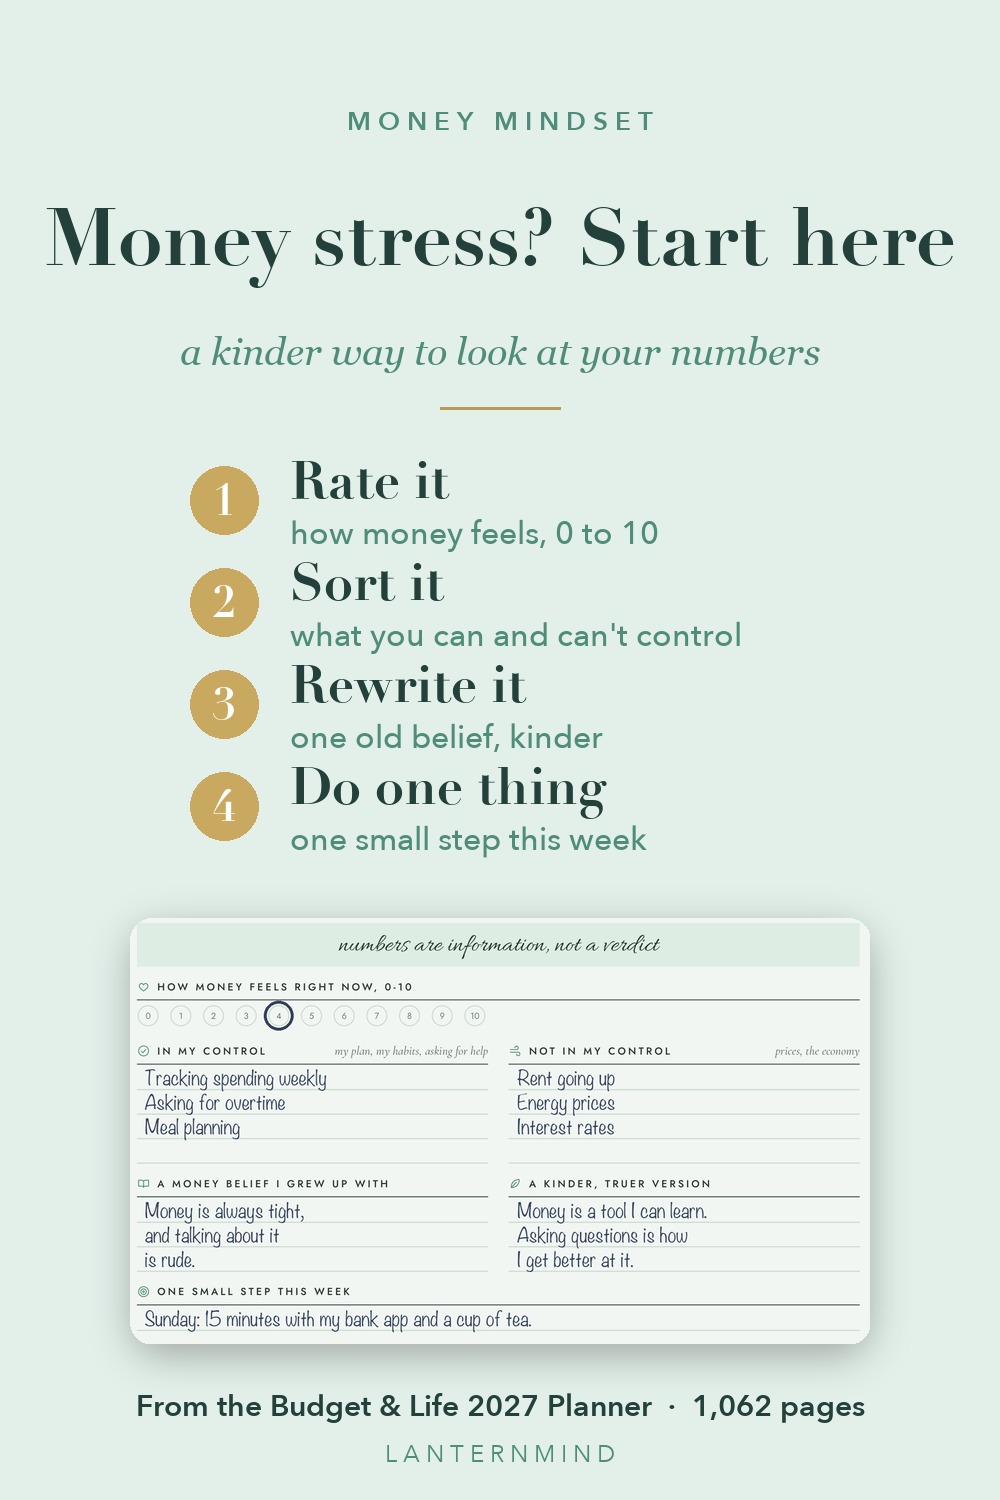 MONEY MINDSET
Money stress? Start here
a kinder way to look at your numbers
1
Rate it
how money feels, 0 to 10
2
Sort it
what you can and can't control
3
Rewrite it
one old belief, kinder
4
Do one thing
one small step this week
numbers are information, not a verdict
HOW MONEY FEELS RIGHT NOW, 0-10
0 1 2 3 4 5 6 7 8 9 10
IN MY CONTROL my plan, my habits, asking for help
Tracking spending weekly
Asking for overtime
Meal planning
NOT IN MY CONTROL prices, the economy
Rent going up
Energy prices
Interest rates
A MONEY BELIEF I GREW UP WITH
Money is always tight,
and talking about it
is rude.
A KINDER, TRUER VERSION
Money is a tool I can learn.
Asking questions is how
I get better at it.
ONE SMALL STEP THIS WEEK
Sunday: 15 minutes with my bank app and a cup of tea.
From the Budget & Life 2027 Planner · 1,062 pages
LANTERNMIND